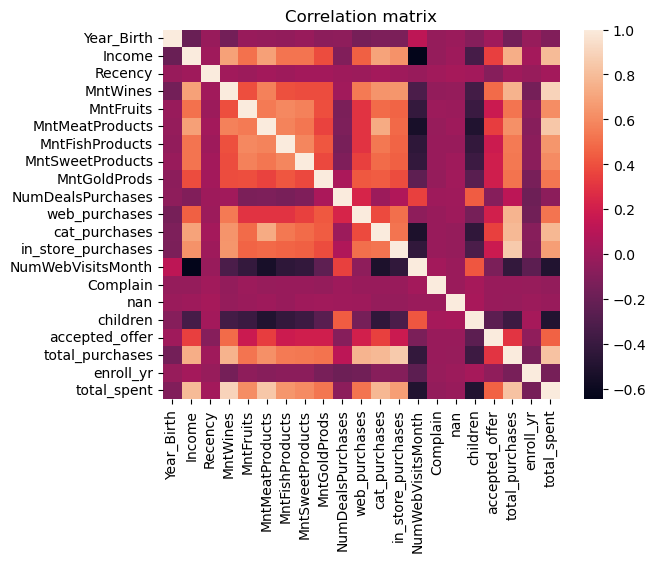 Correlation matrix
Year_Birth
Income
Recency
MntWines
MntFruits
MntMeatProducts
MntFishProducts
MntSweetProducts
MntGoldProds
NumDealsPurchases
web_purchases
cat_purchases
in_store_purchases
NumWebVisitsMonth
Complain
nan
children
accepted_offer
total_purchases
enroll_yr
total_spent
Year_Birth
Income
Recency
MntWines
MntFruits
MntMeatProducts
MntFishProducts
MntSweetProducts
MntGoldProds
NumDealsPurchases
web_purchases
cat_purchases
in_store_purchases
NumWebVisitsMonth
Complain
nan
children
accepted_offer
total_purchases
enroll_yr
total_spent
1.0
0.8
0.6
0.4
0.2
0.0
−0.2
−0.4
−0.6